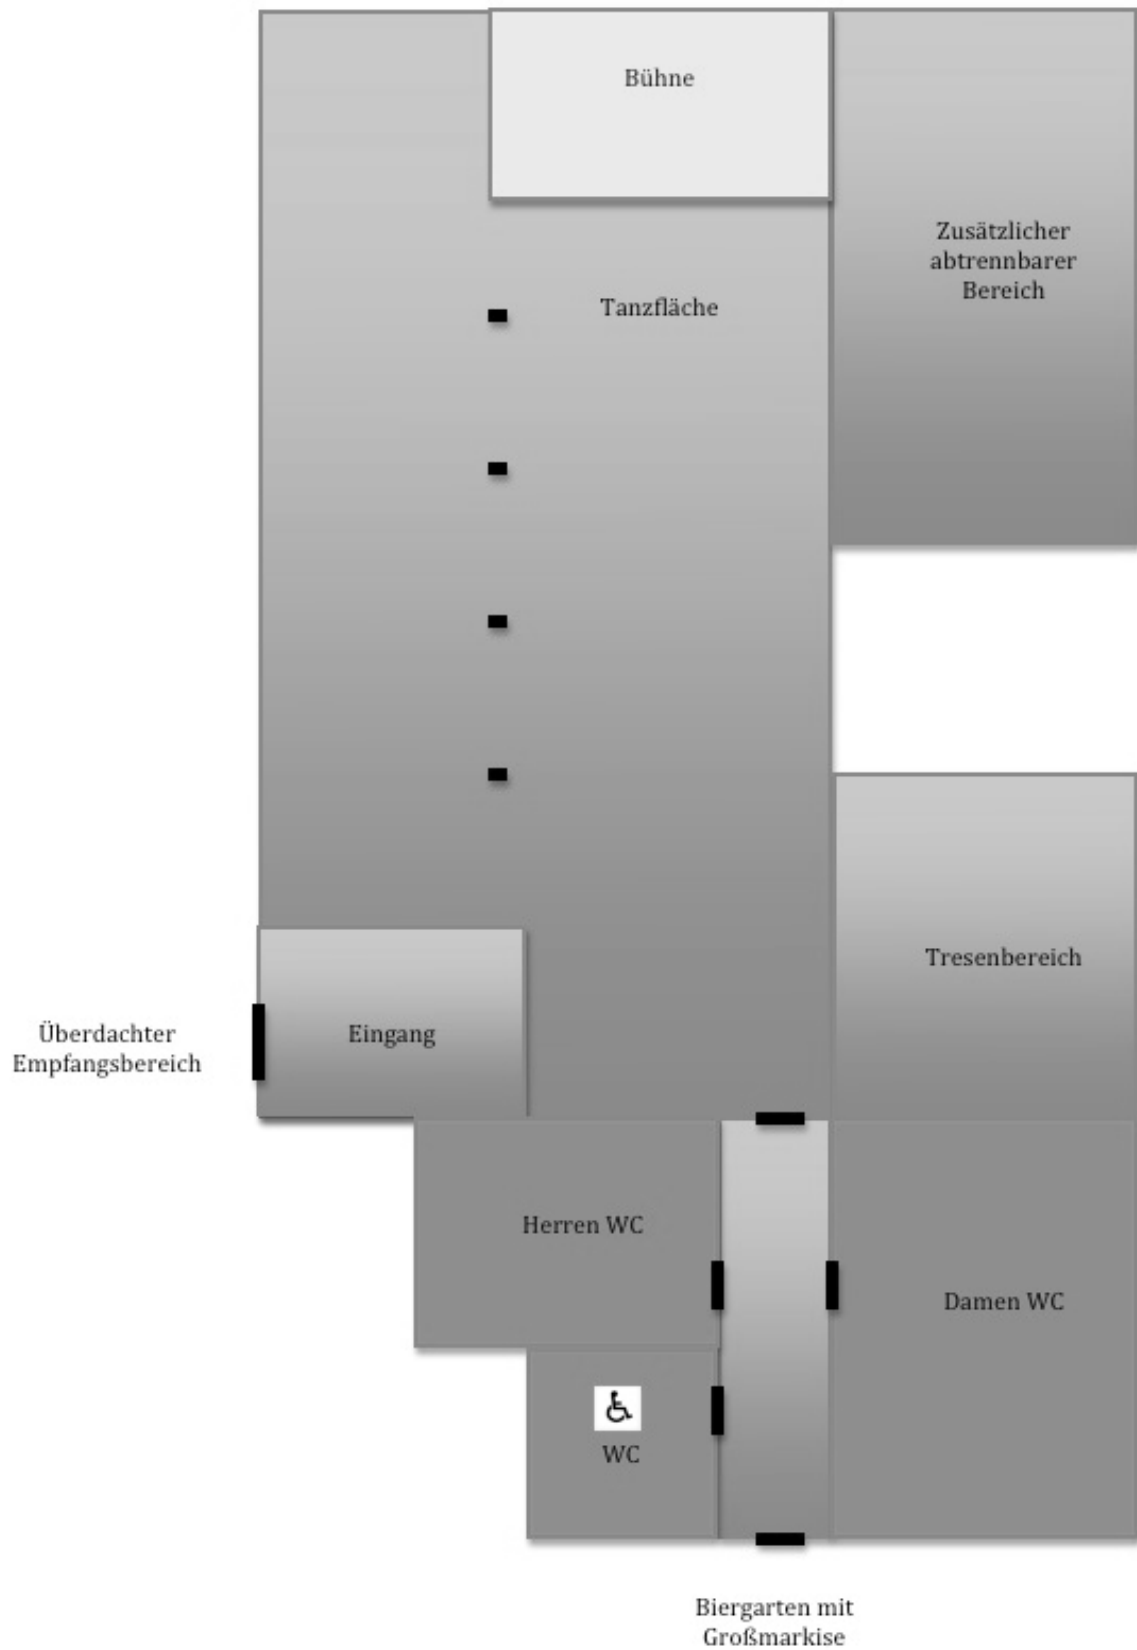 Bühne
Zusätzlicher
abtrennbarer
Bereich
Tanzfläche
Tresenbereich
Überdachter
Empfangsbereich
Eingang
Herren WC
Damen WC
WC
Biergarten mit
Großmarkise